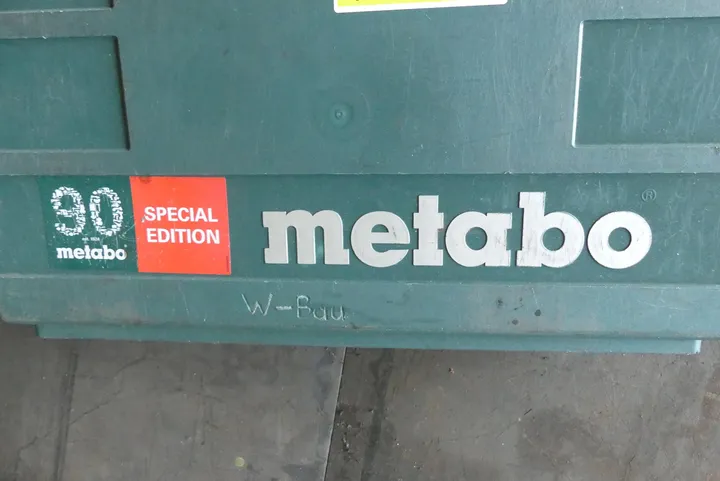 90
metabo
SPECIAL
EDITION
metabo®
W-Bau